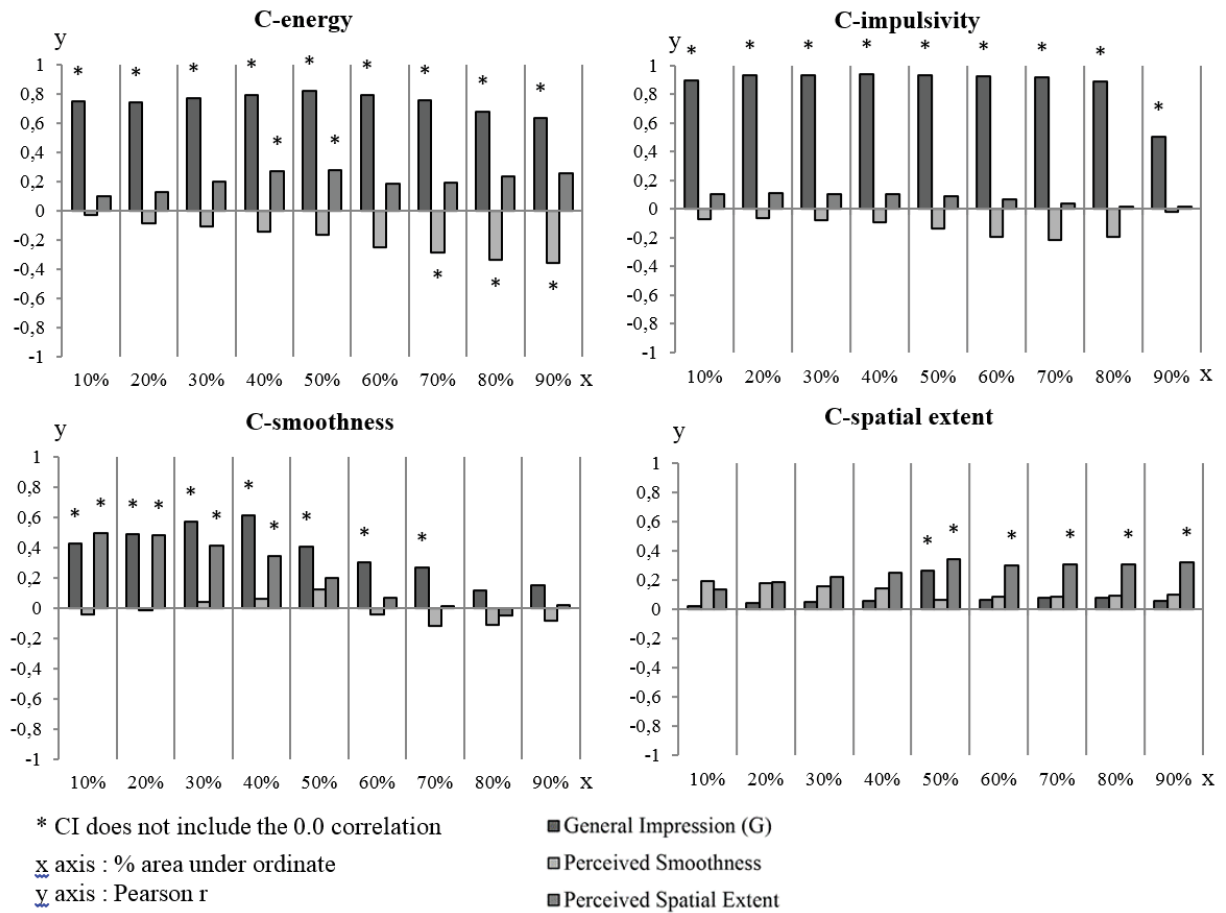 C-energy
y
* * * * * * * * *
1
0,8
0,6
0,4
0,2
0
-0,2
-0,4
-0,6
-0,8
-1
* *
* * *
10% 20% 30% 40% 50% 60% 70% 80% 90% x
C-impulsivity
y
* * * * * * * * *
1
0,8
0,6
0,4
0,2
0
-0,2
-0,4
-0,6
-0,8
-1
10% 20% 30% 40% 50% 60% 70% 80% 90% x
C-smoothness
y
1
0,8
0,6
0,4
0,2
0
-0,2
-0,4
-0,6
-0,8
-1
* * * * * * * * * * *
10% 20% 30% 40% 50% 60% 70% 80% 90% x
C-spatial extent
y
1
0,8
0,6
0,4
0,2
0
-0,2
-0,4
-0,6
-0,8
-1
* * * * * *
10% 20% 30% 40% 50% 60% 70% 80% 90% x
* CI does not include the 0.0 correlation
x axis : % area under ordinate
y axis : Pearson r
General Impression (G)
Perceived Smoothness
Perceived Spatial Extent